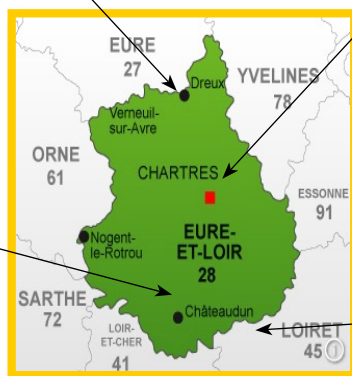 EURE
27
Dreux
YVELINES
78
Verneuil-
sur-Avre
ORNE
61
CHARTRES
ESSONNE
91
EURE-
ET-LOIR
28
Nogent-
le-Rotrou
SARTHE
72
Châteaudun
LOIR-
ET-CHER
41
LOIRET
45